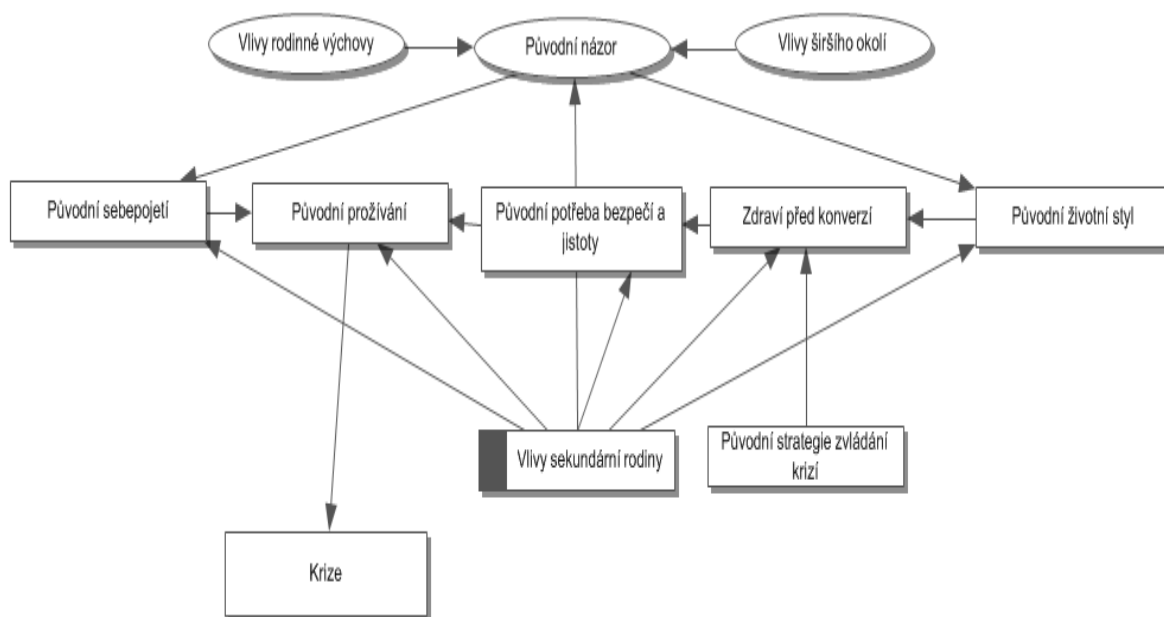 Vlivy rodinné výchovy
Původní názor
Vlivy širšího okolí
Původní sebepojetí
Původní prožívání
Původní potřeba bezpečí a
jistoty
Zdraví před konverzí
Původní životní styl
Vlivy sekundární rodiny
Původní strategie zvládání
krizí
Krize